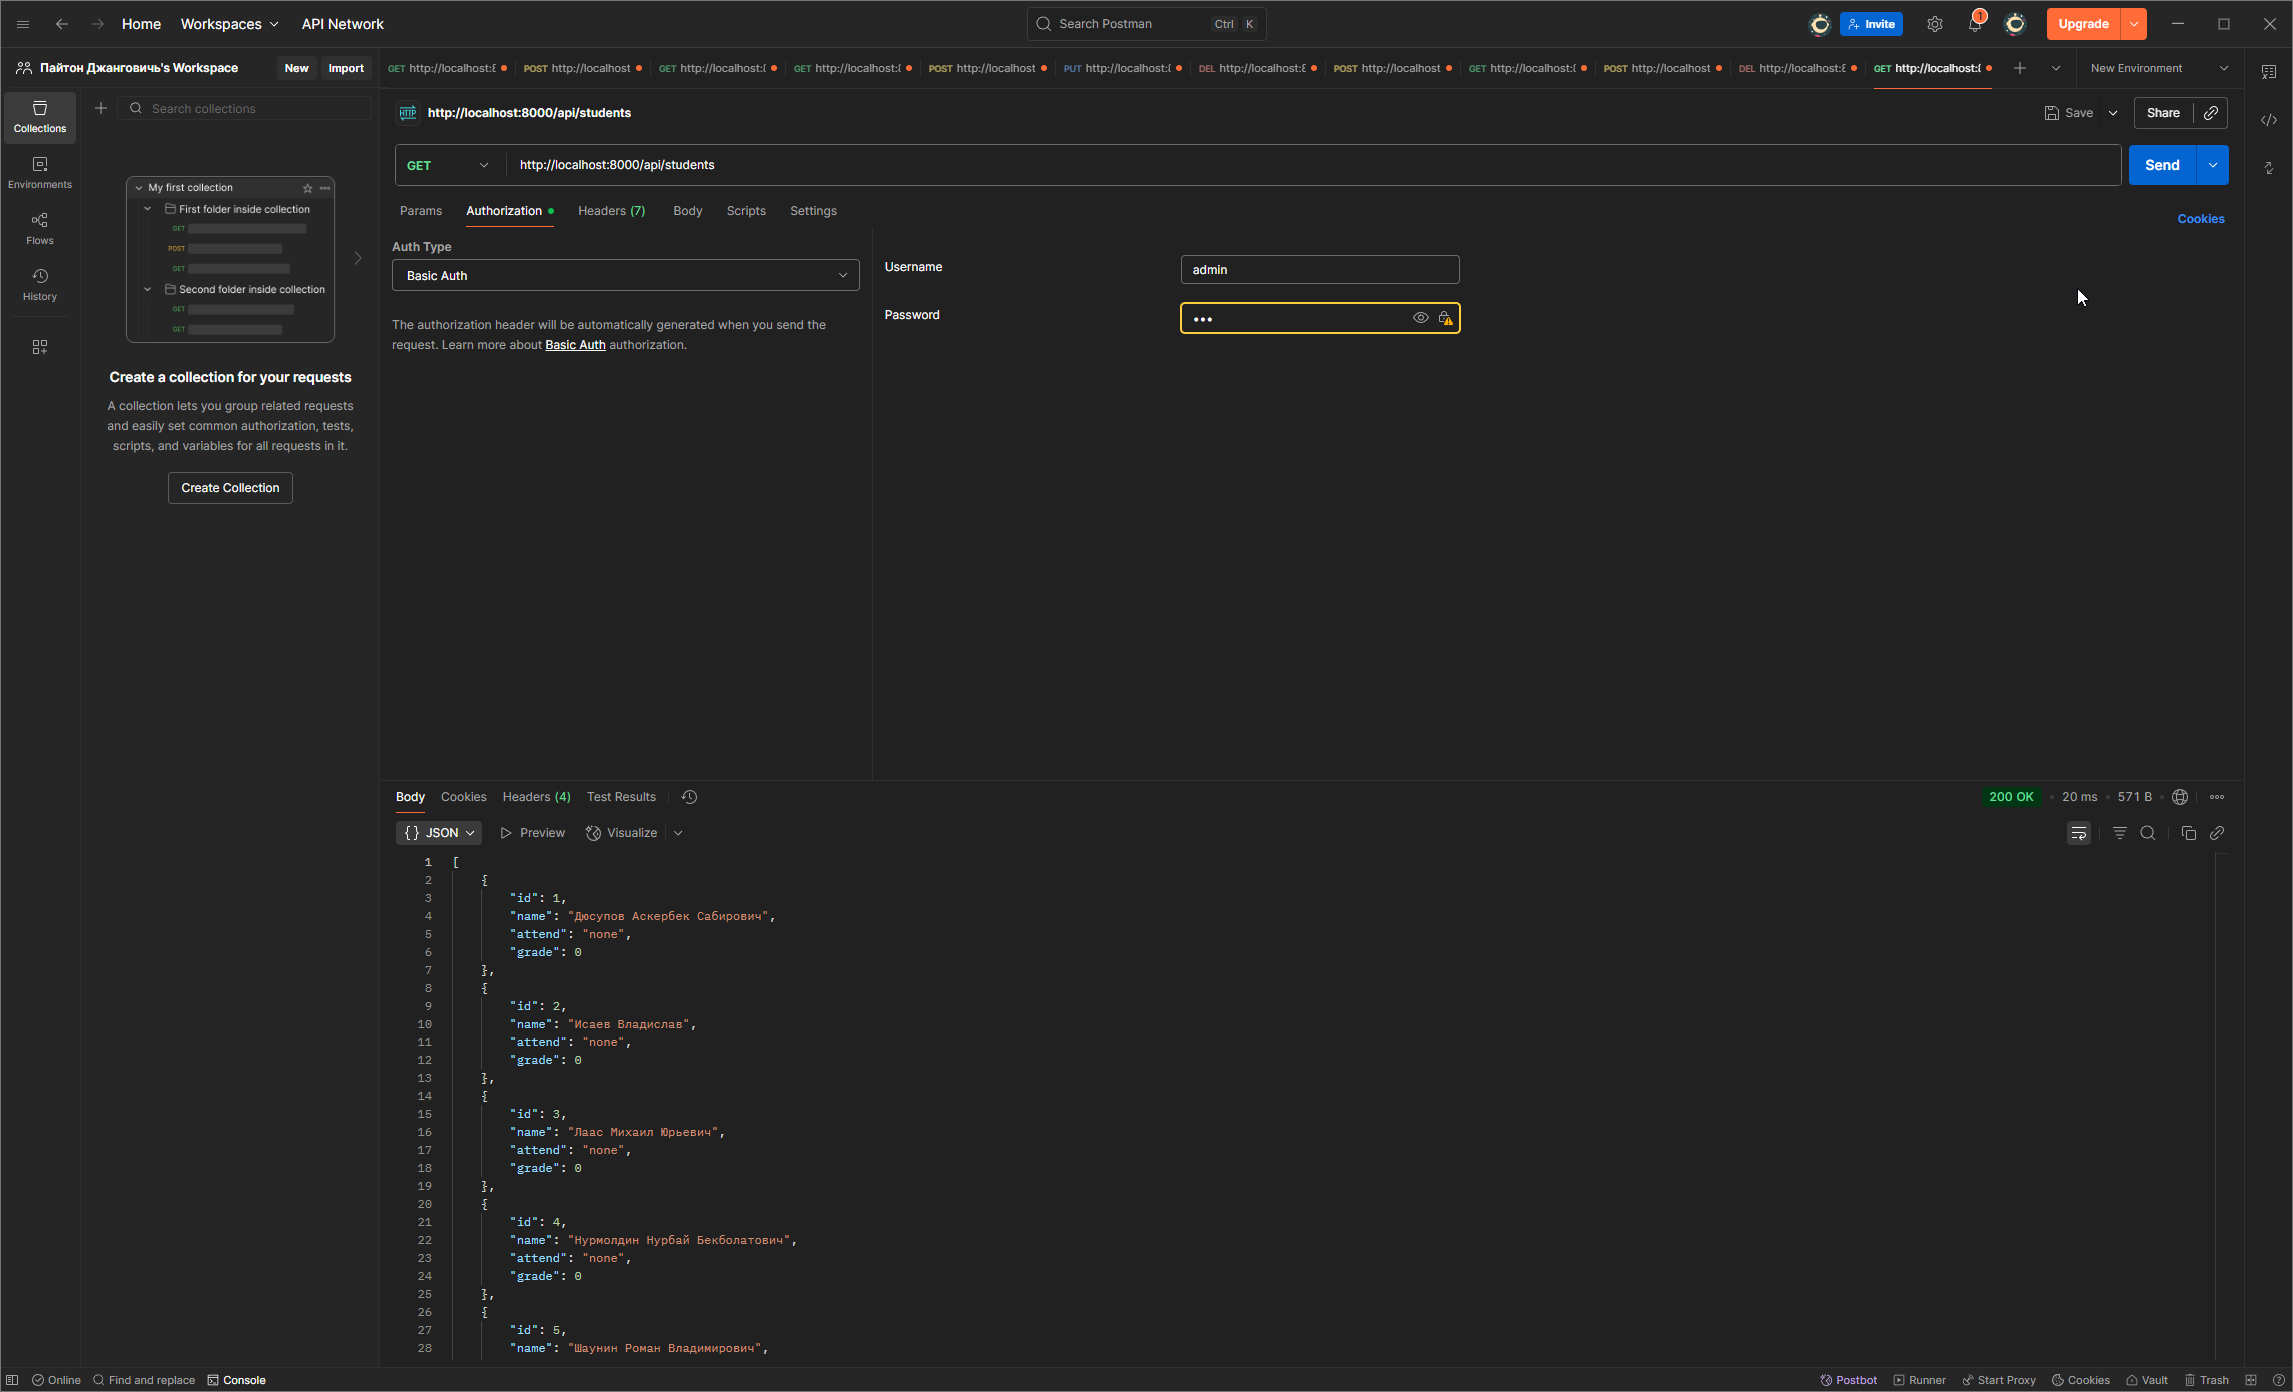 Home Workspaces API Network Search Postman Ctrl K Invite 1 Upgrade
Пайтон Джангович's Workspace New Import
GET http://localhost:8 POST http://localhost GET http://localhost:( GET http://localhost:( POST http://localhost PUT http://localhost:( DEL http://localhost:8 POST http://localhost GET http://localhost:( POST http://localhost DEL http://localhost:8 GET http://localhost:( New Environment
Collections
Environments
Flows
History
Search collections
My first collection
First folder inside collection
GET
POST
GET
Second folder inside collection
GET
GET
Create a collection for your requests
A collection lets you group related requests
and easily set common authorization, tests,
scripts, and variables for all requests in it.
Create Collection
HTTP http://localhost:8000/api/students Save Share
GET http://localhost:8000/api/students Send
Params Authorization Headers (7) Body Scripts Settings Cookies
Auth Type
Basic Auth
The authorization header will be automatically generated when you send the
request. Learn more about Basic Auth authorization.
Username admin
Password •••
Body Cookies Headers (4) Test Results 200 OK • 20 ms • 571 B
{} JSON Preview Visualize
1 [
2 {
3 "id": 1,
4 "name": "Дюсупов Аскербек Сабирович",
5 "attend": "none",
6 "grade": 0
7 },
8 {
9 "id": 2,
10 "name": "Исаев Владислав",
11 "attend": "none",
12 "grade": 0
13 },
14 {
15 "id": 3,
16 "name": "Лаас Михаил Юрьевич",
17 "attend": "none",
18 "grade": 0
19 },
20 {
21 "id": 4,
22 "name": "Нурмолдин Нурбай Бекболатович",
23 "attend": "none",
24 "grade": 0
25 },
26 {
27 "id": 5,
28 "name": "Шаунин Роман Владимирович",
Online Find and replace Console Postbot Runner Start Proxy Cookies Vault Trash